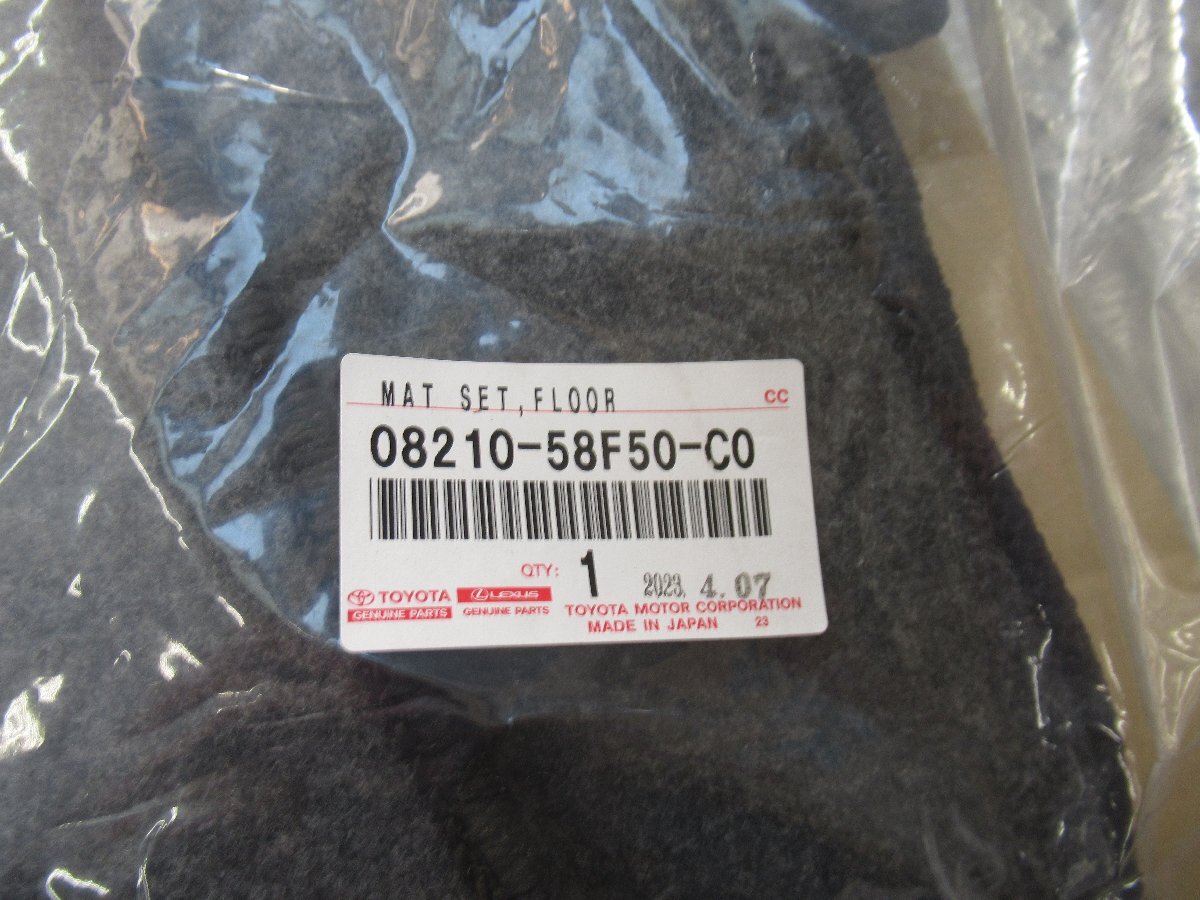 MAT SET,FLOOR CC
08210-58F50-C0
QTY: 1 2023. 4.07
TOYOTA LEXUS
GENUINE PARTS GENUINE PARTS
TOYOTA MOTOR CORPORATION
MADE IN JAPAN 23